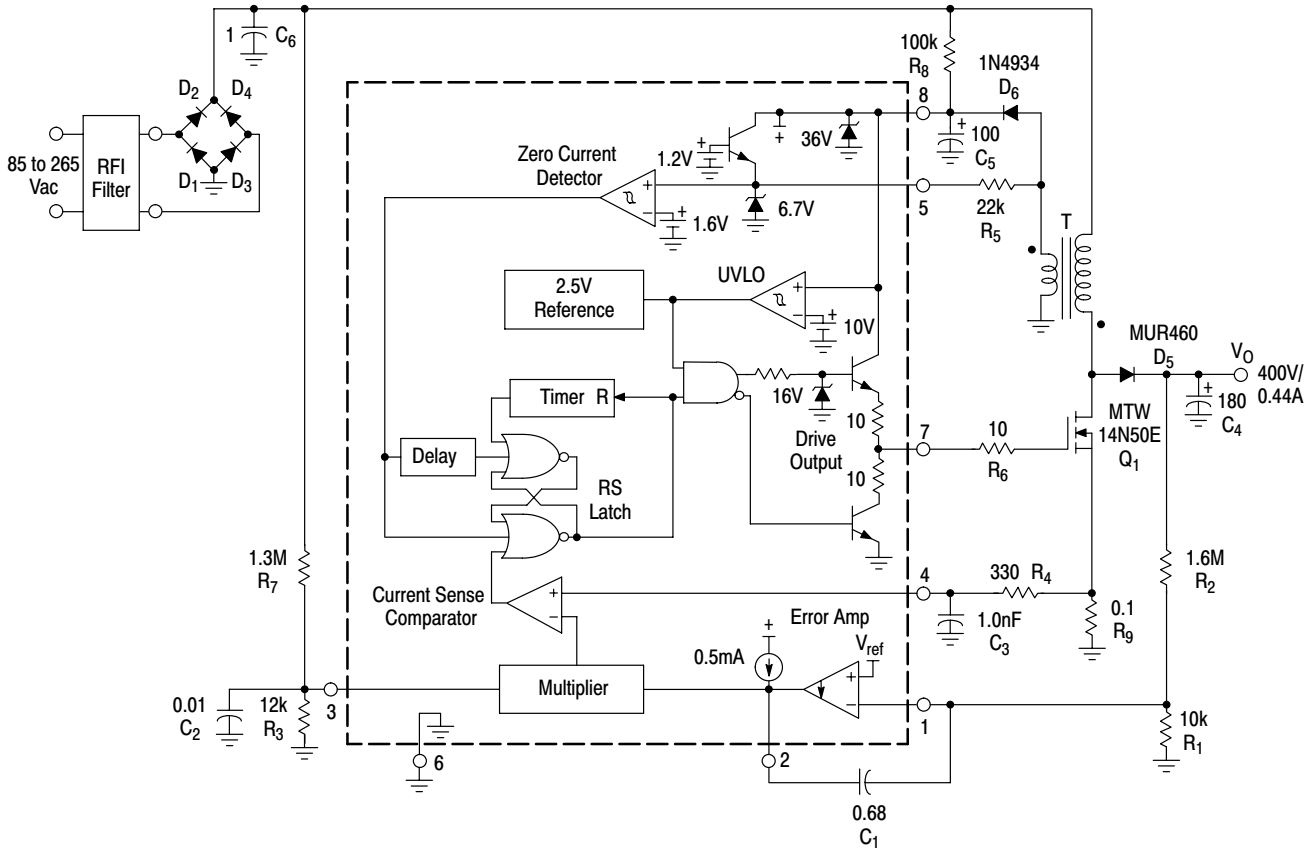 1
C6
100k
R8
1N4934
D6
D2
D4
8
+
100
C5
36V
+
1.2V
+
Zero Current
Detector
85 to 265
Vac
RFI
Filter
D1
D3
+
−
1.6V
+
6.7V
5
22k
R5
T
2.5V
Reference
UVLO
+
−
10V
+
MUR460
D5
VO
400V/
0.44A
+
180
C4
Timer R
16V
10
Drive
Output
7
10
R6
MTW
14N50E
Q1
Delay
10
RS
Latch
1.3M
R7
4
330 R4
1.6M
R2
Current Sense
Comparator
+
−
Error Amp
1.0nF
C3
0.1
R9
+
0.5mA
Vref
+
−
0.01
C2
12k
R3
3
Multiplier
1
10k
R1
6
2
0.68
C1